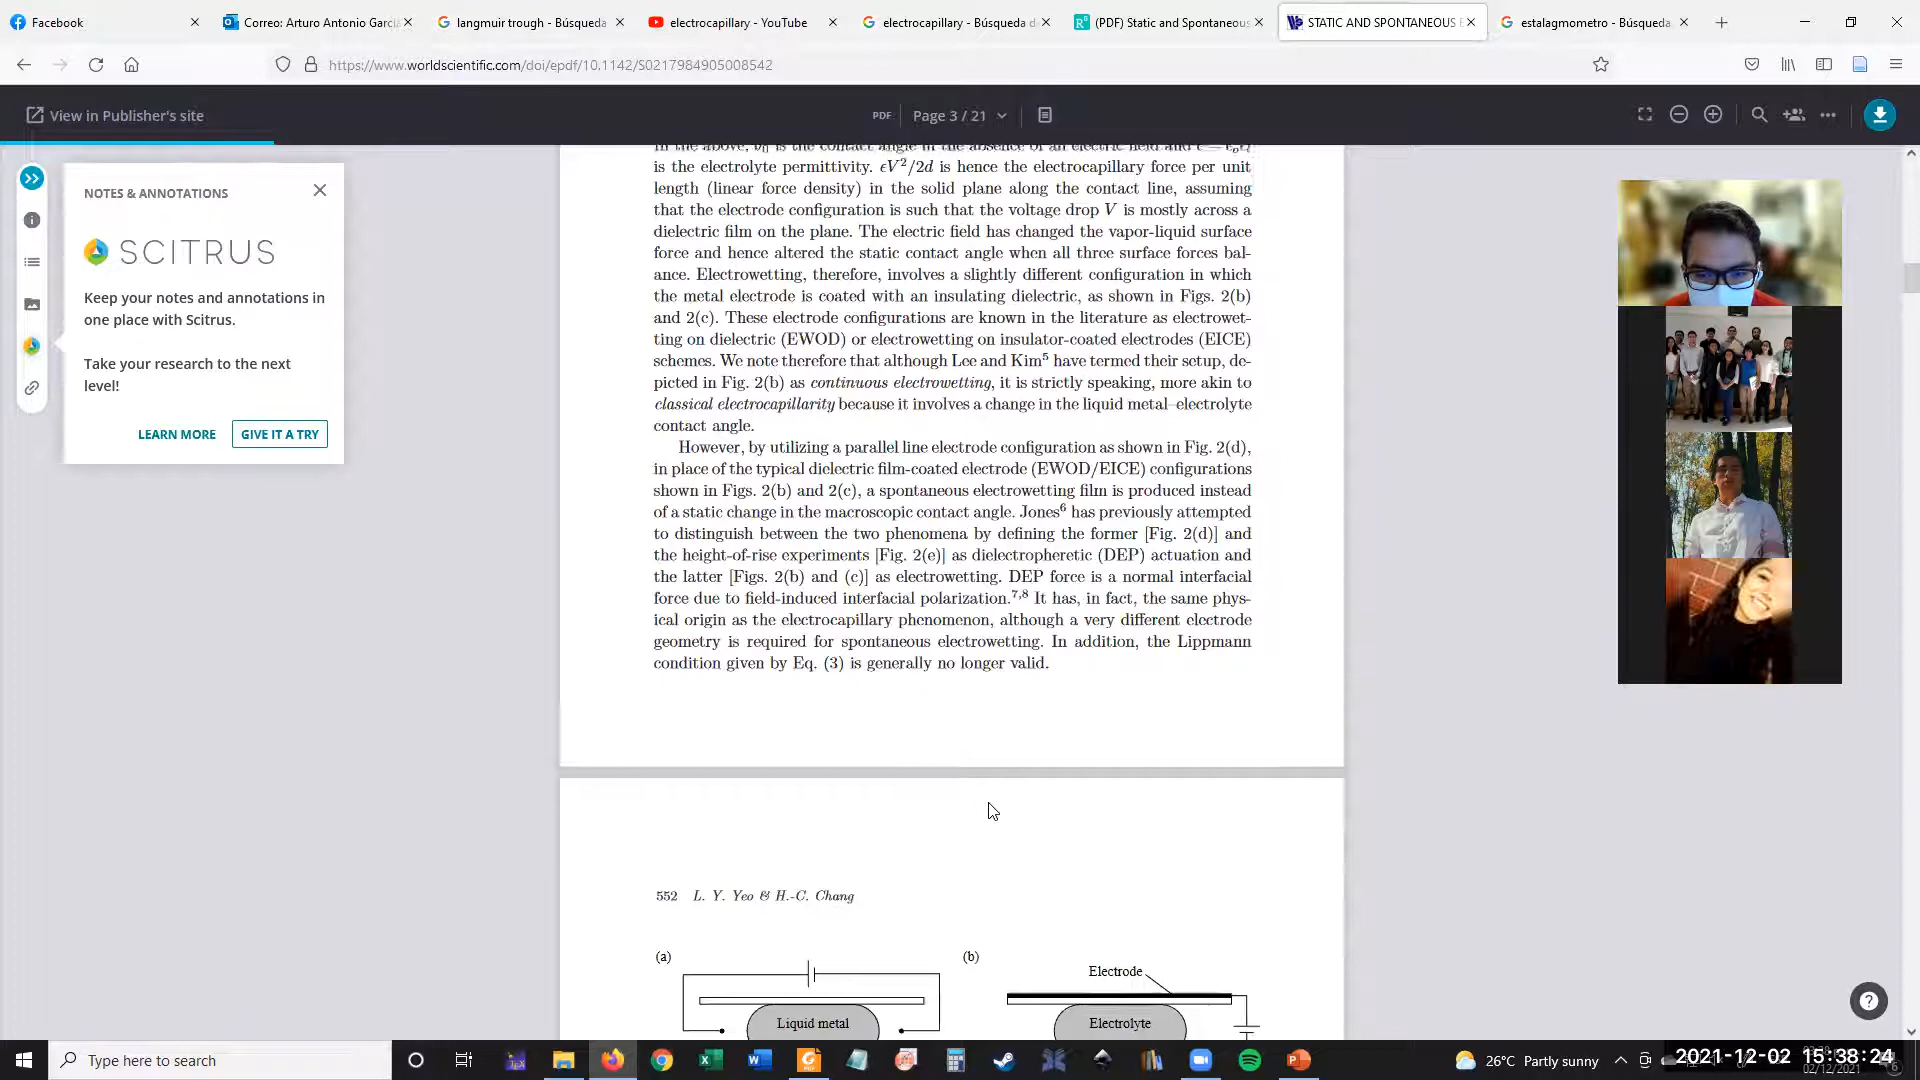 Facebook
Correo: Arturo Antonio Garcia
langmuir trough - Búsqueda
electrocapillary - YouTube
electrocapillary - Búsqueda d
(PDF) Static and Spontaneous
STATIC AND SPONTANEOUS E
estalagmometro - Búsqueda
https://www.worldscientific.com/doi/epdf/10.1142/S0217984905008542
View in Publisher's site
PDF
Page 3 / 21
NOTES & ANNOTATIONS
SCITRUS
Keep your notes and annotations in
one place with Scitrus.
Take your research to the next
level!
LEARN MORE
GIVE IT A TRY
is the contact angle in the absence of an electric field and
is the electrolyte permittivity. ϵV²/2d is hence the electrocapillary force per unit
length (linear force density) in the solid plane along the contact line, assuming
that the electrode configuration is such that the voltage drop V is mostly across a
dielectric film on the plane. The electric field has changed the vapor-liquid surface
force and hence altered the static contact angle when all three surface forces bal-
ance. Electrowetting, therefore, involves a slightly different configuration in which
the metal electrode is coated with an insulating dielectric, as shown in Figs. 2(b)
and 2(c). These electrode configurations are known in the literature as electrowet-
ting on dielectric (EWOD) or electrowetting on insulator-coated electrodes (EICE)
schemes. We note therefore that although Lee and Kim⁵ have termed their setup, de-
picted in Fig. 2(b) as continuous electrowetting, it is strictly speaking, more akin to
classical electrocapillarity because it involves a change in the liquid metal–electrolyte
contact angle.
However, by utilizing a parallel line electrode configuration as shown in Fig. 2(d),
in place of the typical dielectric film-coated electrode (EWOD/EICE) configurations
shown in Figs. 2(b) and 2(c), a spontaneous electrowetting film is produced instead
of a static change in the macroscopic contact angle. Jones⁶ has previously attempted
to distinguish between the two phenomena by defining the former [Fig. 2(d)] and
the height-of-rise experiments [Fig. 2(e)] as dielectropheretic (DEP) actuation and
the latter [Figs. 2(b) and (c)] as electrowetting. DEP force is a normal interfacial
force due to field-induced interfacial polarization.⁷,⁸ It has, in fact, the same phys-
ical origin as the electrocapillary phenomenon, although a very different electrode
geometry is required for spontaneous electrowetting. In addition, the Lippmann
condition given by Eq. (3) is generally no longer valid.
552 L. Y. Yeo & H.-C. Chang
(a)
(b)
Electrode
Liquid metal
Electrolyte
Type here to search
26°C Partly sunny
2021-12-02 15:38:24
02/12/2021